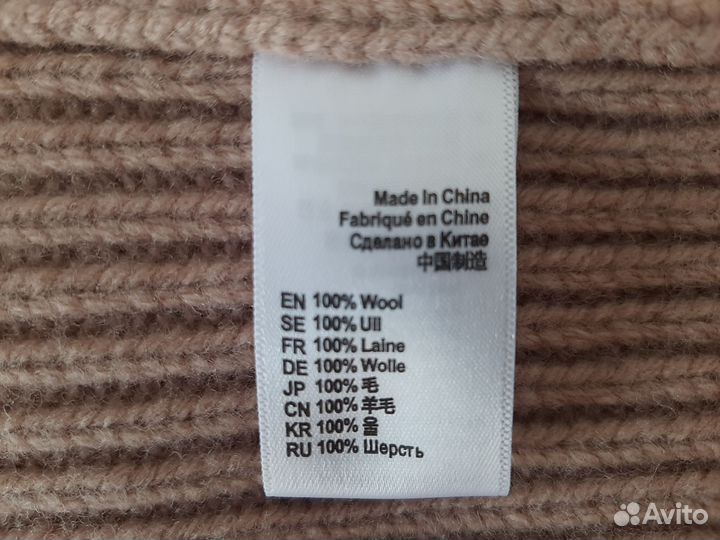 Made In China
Fabriqué en Chine
Сделано в Китае
中国制造
EN 100% Wool
SE 100% Ull
FR 100% Laine
DE 100% Wolle
JP 100% 毛
CN 100% 羊毛
KR 100% 울
RU 100% Шерсть
Avito